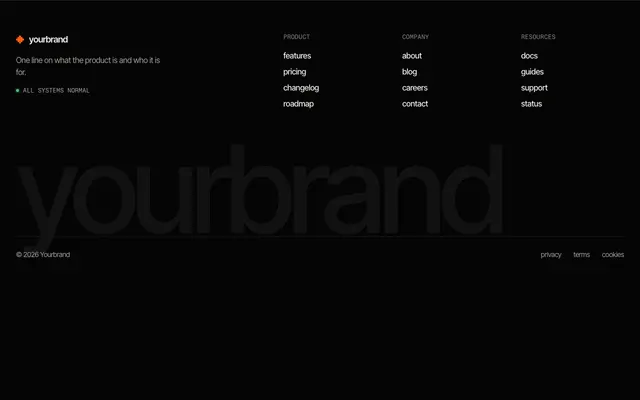 yourbrand
One line on what the product is and who it is
for.
ALL SYSTEMS NORMAL
PRODUCT
features
pricing
changelog
roadmap
COMPANY
about
blog
careers
contact
RESOURCES
docs
guides
support
status
yourbrand
© 2026 Yourbrand
privacy
terms
cookies